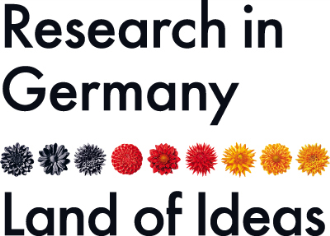 Research in
Germany
Land of Ideas